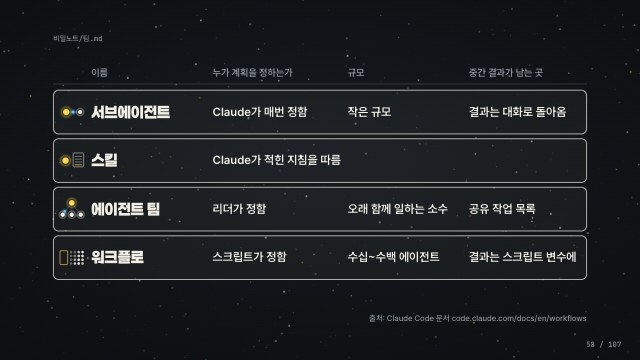 비밀노트/팀.md
이름 누가 계획을 정하는가 규모 중간 결과가 남는 곳
서브에이전트 Claude가 매번 정함 작은 규모 결과는 대화로 돌아옴
스킬 Claude가 적힌 지침을 따름
에이전트 팀 리더가 정함 오래 함께 일하는 소수 공유 작업 목록
워크플로 스크립트가 정함 수십~수백 에이전트 결과는 스크립트 변수에
출처: Claude Code 문서 code.claude.com/docs/en/workflows
58 / 107